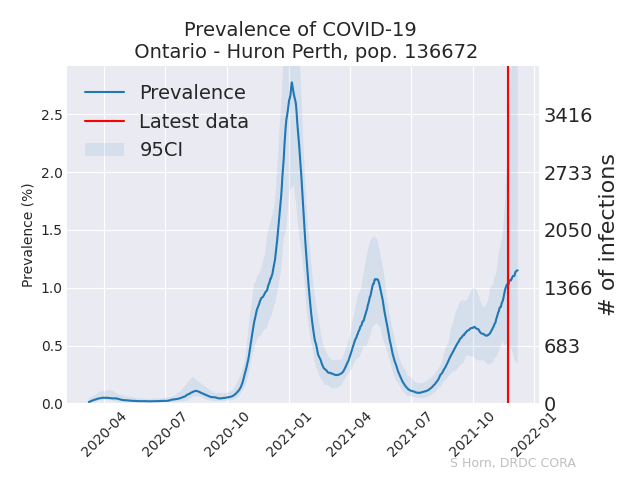 Prevalence of COVID-19
Ontario - Huron Perth, pop. 136672
Prevalence
Latest data
95CI
Prevalence (%)
2.5
2.0
1.5
1.0
0.5
0.0
3416
2733
2050
1366
683
0
# of infections
2020-04
2020-07
2020-10
2021-01
2021-04
2021-07
2021-10
2022-01
S Horn, DRDC CORA